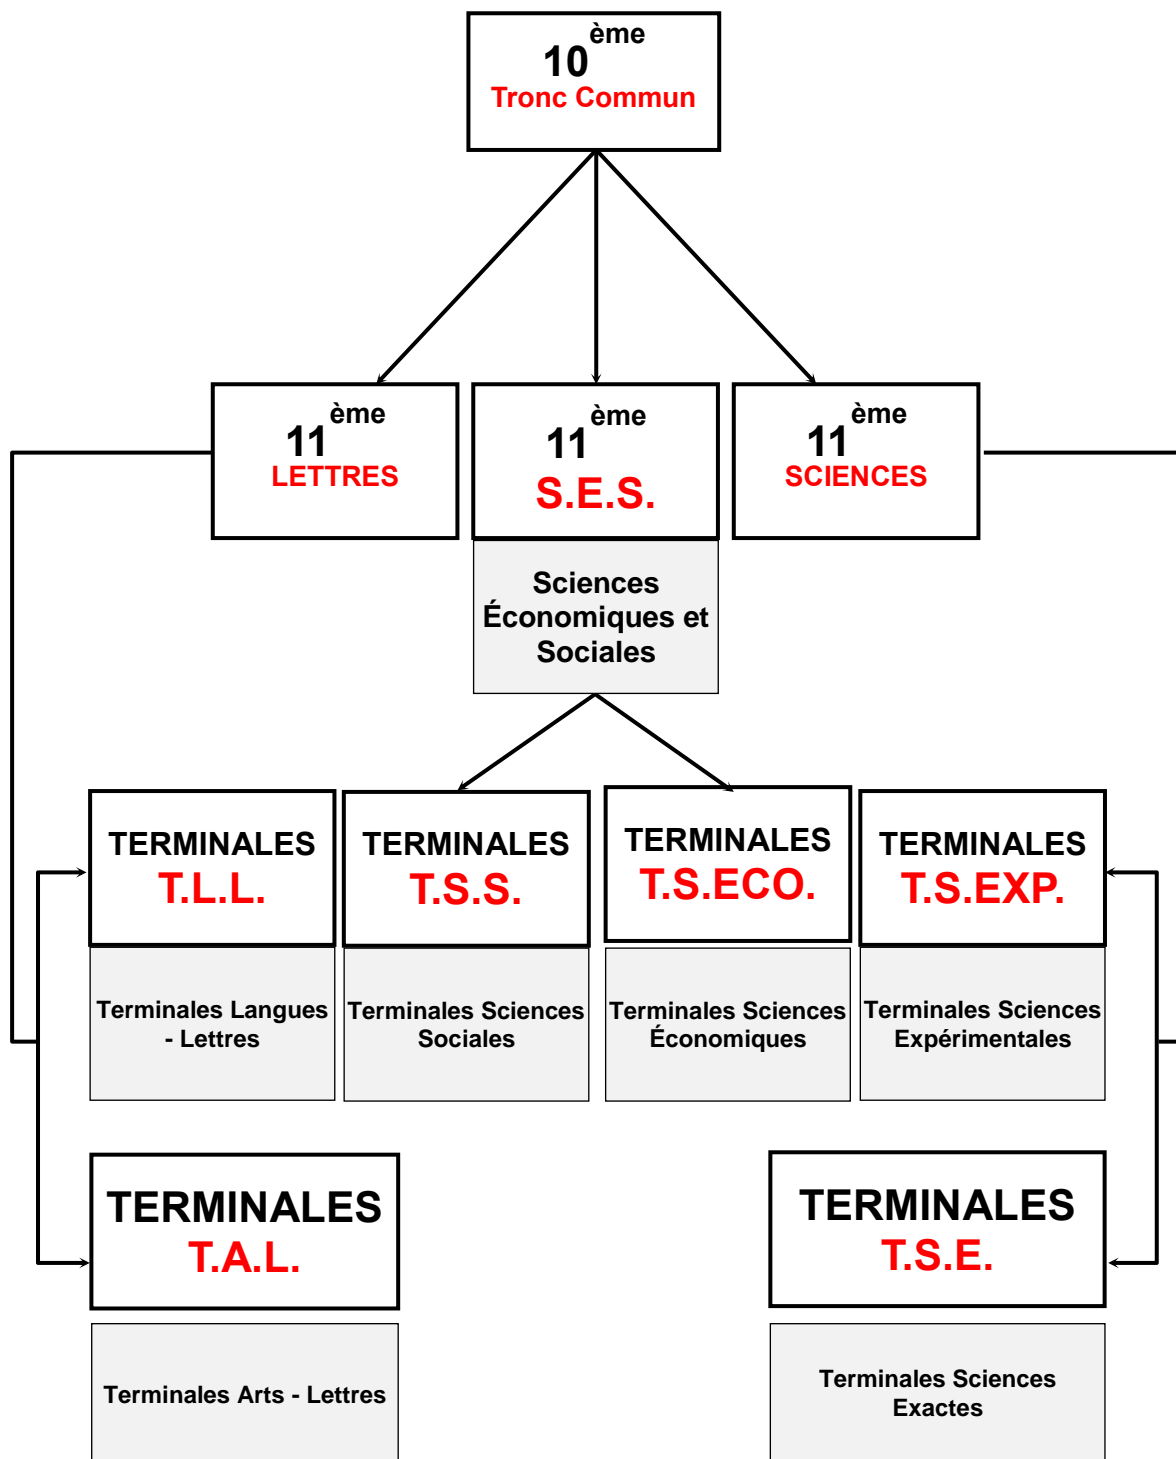 10ème
Tronc Commun
11ème
LETTRES
11ème
S.E.S.
11ème
SCIENCES
Sciences
Économiques et
Sociales
TERMINALES
T.L.L.
TERMINALES
T.S.S.
TERMINALES
T.S.ECO.
TERMINALES
T.S.EXP.
Terminales Langues
- Lettres
Terminales Sciences
Sociales
Terminales Sciences
Économiques
Terminales Sciences
Expérimentales
TERMINALES
T.A.L.
TERMINALES
T.S.E.
Terminales Arts - Lettres
Terminales Sciences
Exactes